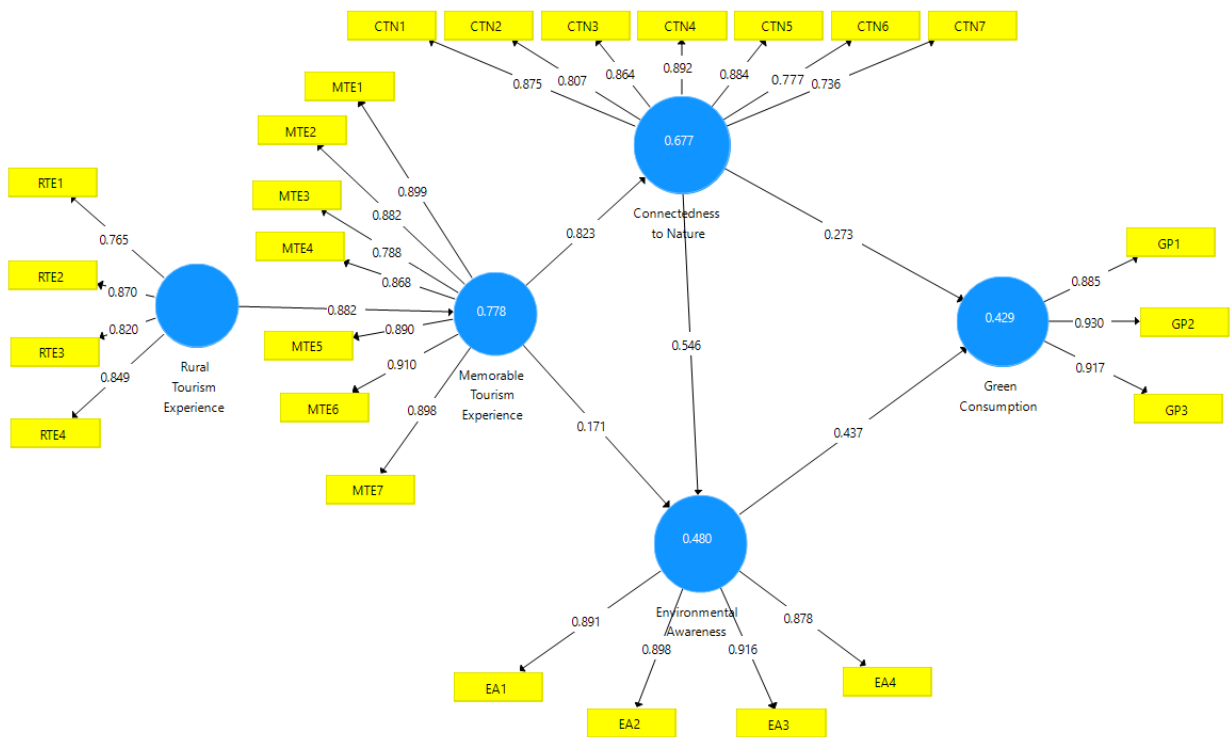 CTN1 CTN2 CTN3 CTN4 CTN5 CTN6 CTN7
0.875 0.807 0.864 0.892 0.884 0.777 0.736
MTE1
MTE2
MTE3
MTE4
MTE5
MTE6
MTE7
0.899
0.882
0.788
0.868
0.890
0.910
0.898
RTE1
RTE2
RTE3
RTE4
0.765
0.870
0.820
0.849
Rural
Tourism
Experience
0.882
0.778
Memorable
Tourism
Experience
0.823
0.171
0.677
Connectedness
to Nature
0.273
0.546
0.480
Environmental
Awareness
0.437
0.429
Green
Consumption
0.885
0.930
0.917
GP1
GP2
GP3
0.891
0.898
0.916
0.878
EA1
EA2
EA3
EA4